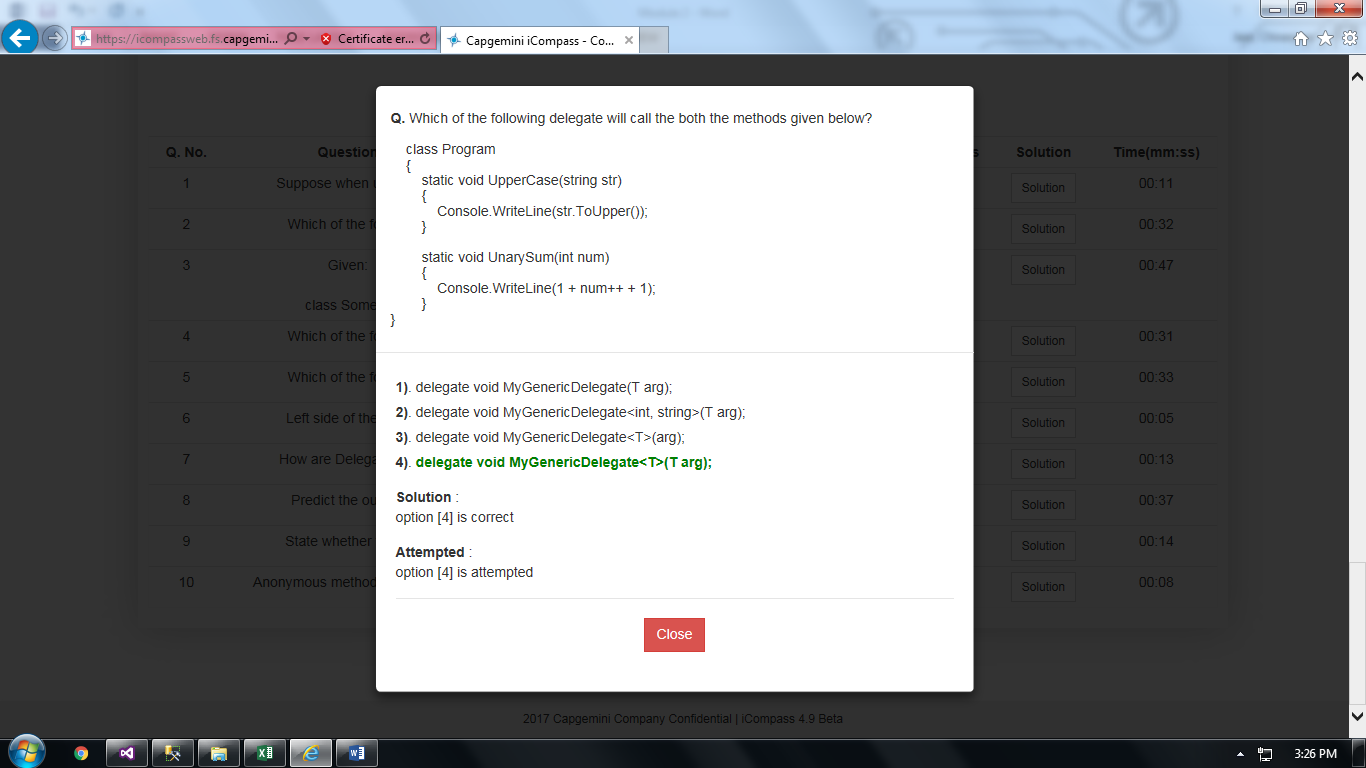 https://icompassweb.fs.capgemi...
Certificate er...
Capgemini iCompass - Co...
Q. No.
Question
s
Solution
Time(mm:ss)
1
Suppose when
Solution
00:11
2
Which of the
Solution
00:32
3
Given:
Solution
00:47
class Some
4
Which of the
Solution
00:31
5
Which of the
Solution
00:33
6
Left side of the
Solution
00:05
7
How are Delega
Solution
00:13
8
Predict the ou
Solution
00:37
9
State whether
Solution
00:14
10
Anonymous method
Solution
00:08
Q. Which of the following delegate will call the both the methods given below?
class Program
{
static void UpperCase(string str)
{
Console.WriteLine(str.ToUpper());
}
static void UnarySum(int num)
{
Console.WriteLine(1 + num++ + 1);
}
}
1). delegate void MyGenericDelegate(T arg);
2). delegate void MyGenericDelegate<int, string>(T arg);
3). delegate void MyGenericDelegate<T>(arg);
4). delegate void MyGenericDelegate<T>(T arg);
Solution :
option [4] is correct
Attempted :
option [4] is attempted
Close
2017 Capgemini Company Confidential | iCompass 4.9 Beta
3:26 PM